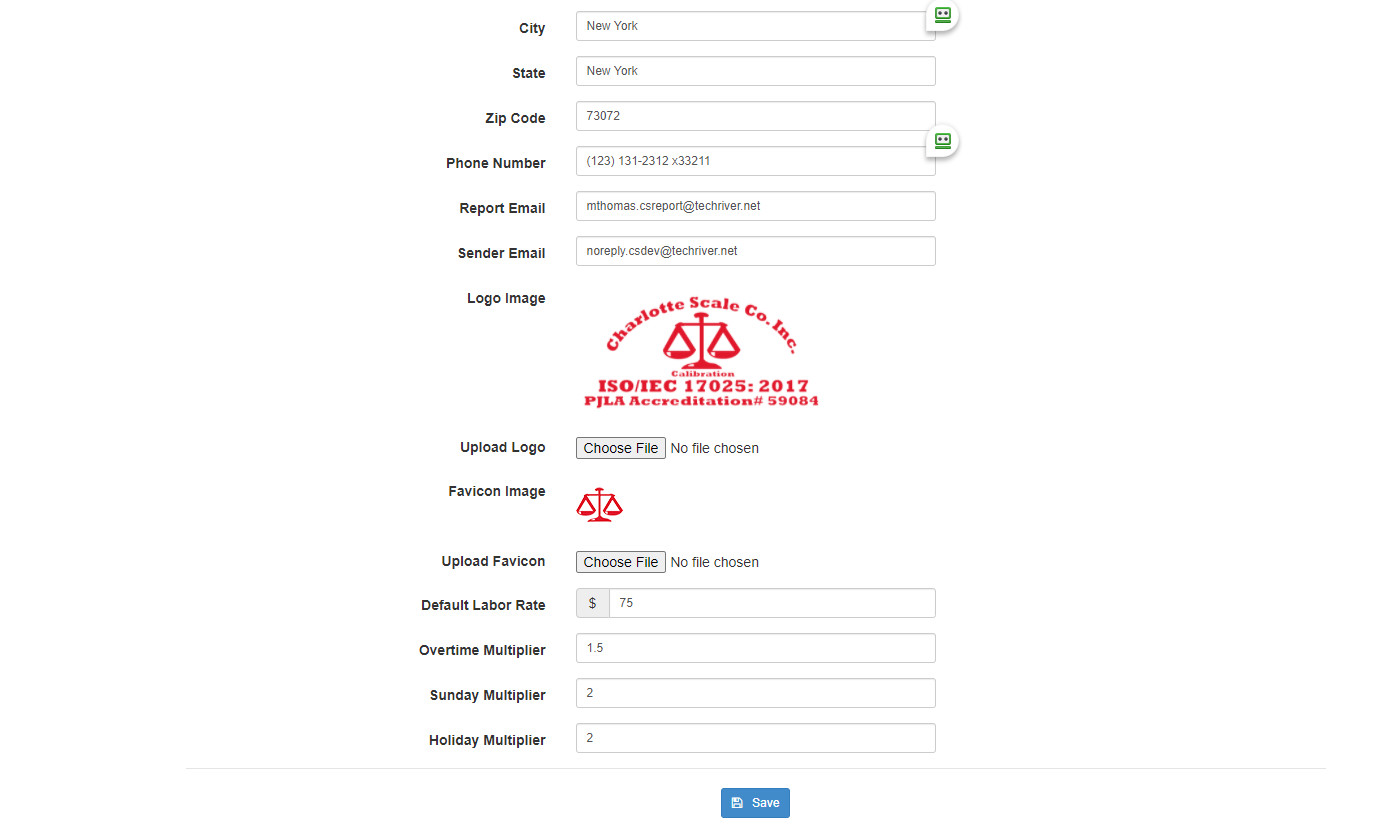 City New York
State New York
Zip Code 73072
Phone Number (123) 131-2312 x33211
Report Email mthomas.csreport@techriver.net
Sender Email noreply.csdev@techriver.net
Logo Image
Charlotte Scale Co. Inc.
Calibration
ISO/IEC 17025: 2017
PJLA Accreditation# 59084
Upload Logo Choose File No file chosen
Favicon Image
Upload Favicon Choose File No file chosen
Default Labor Rate $ 75
Overtime Multiplier 1.5
Sunday Multiplier 2
Holiday Multiplier 2
Save